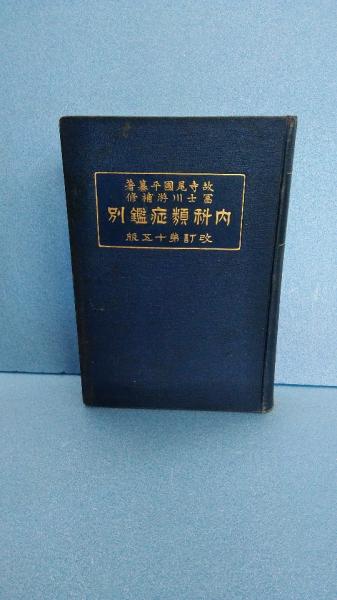 故寺尾國平纂著
富士川游補修
内科類症鑑別
改訂第十五版